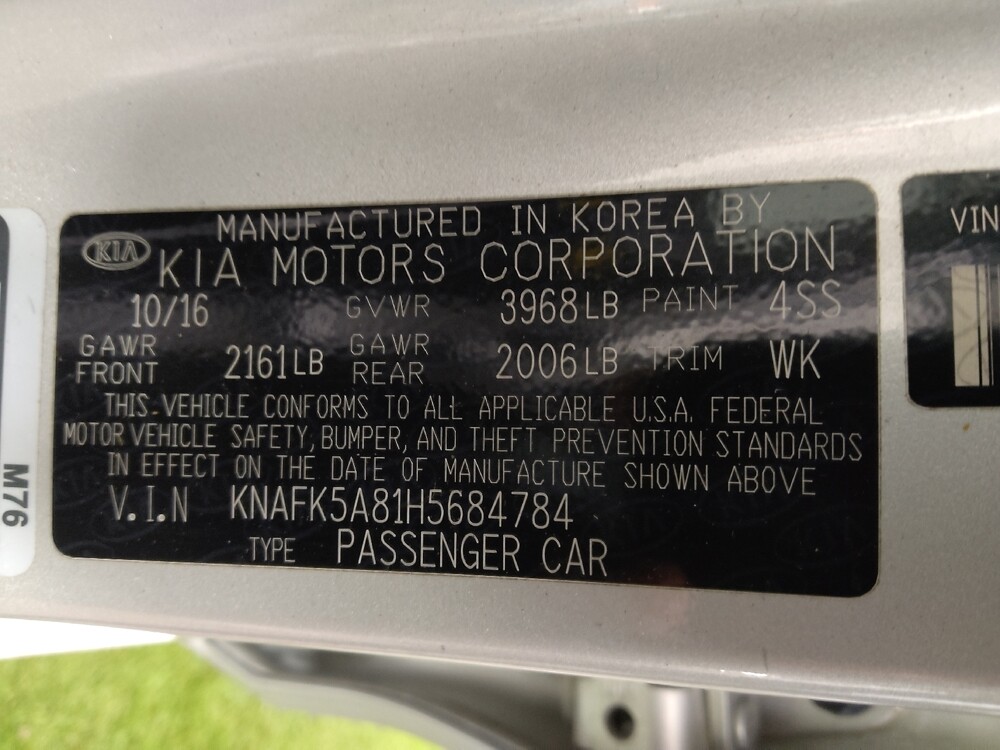 MANUFACTURED IN KOREA BY
KIA KIA MOTORS CORPORATION
10/16 GVWR 3968LB PAINT 4SS
GAWR FRONT 2161LB GAWR REAR 2006LB TRIM WK
THIS VEHICLE CONFORMS TO ALL APPLICABLE U.S.A. FEDERAL
MOTOR VEHICLE SAFETY, BUMPER, AND THEFT PREVENTION STANDARDS
IN EFFECT ON THE DATE OF MANUFACTURE SHOWN ABOVE
V.I.N KNAFK5A81H5684784
TYPE PASSENGER CAR
M76
VIN